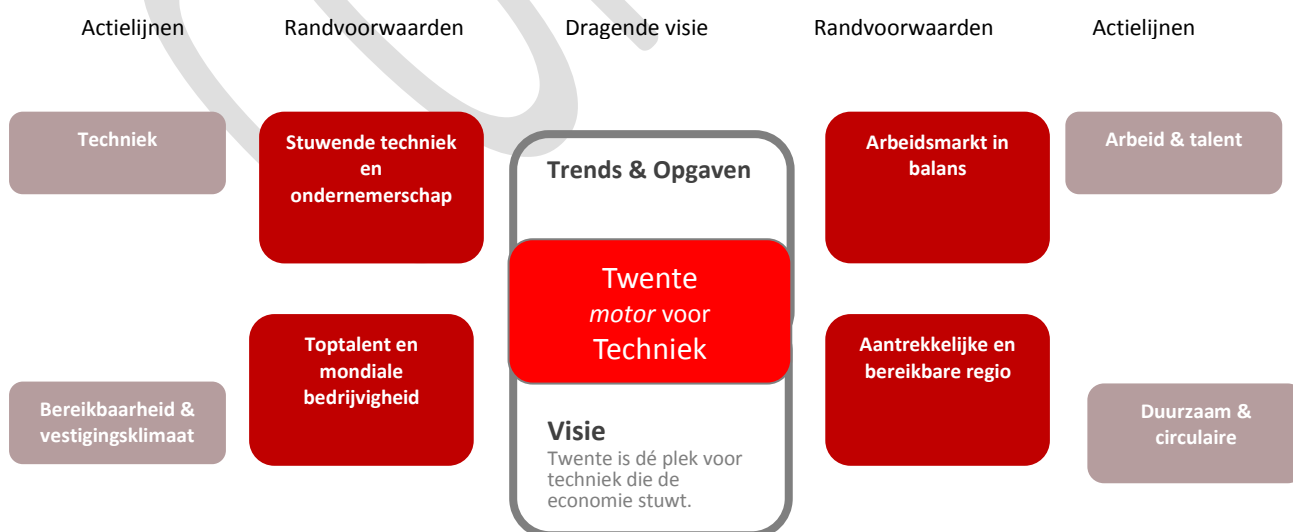 Actielijnen
Randvoorwaarden
Dragende visie
Randvoorwaarden
Actielijnen
Techniek
Stuwende techniek
en
ondernemerschap
Trends & Opgaven
Arbeidsmarkt in
balans
Arbeid & talent
Twente
motor voor
Techniek
Bereikbaarheid &
vestigingsklimaat
Toptalent en
mondiale
bedrijvigheid
Visie
Twente is dé plek voor
techniek die de
economie stuwt.
Aantrekkelijke en
bereikbare regio
Duurzaam &
circulaire